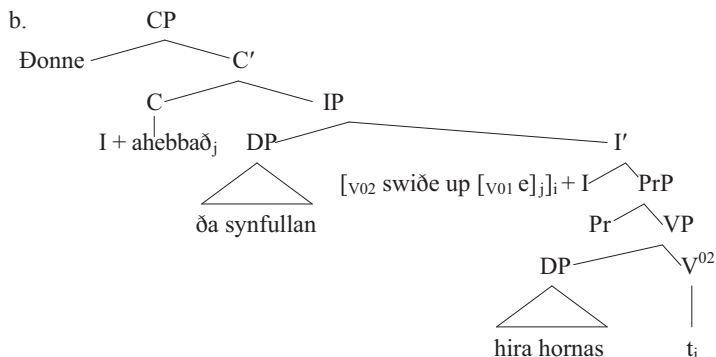 b.
CP
Ðonne C′
C IP
I + ahebbað_j DP I′
[_V02 swiðe up [_V01 e]_j]_i + I PrP
ða synfullan Pr VP
DP V^02
hira hornas t_i